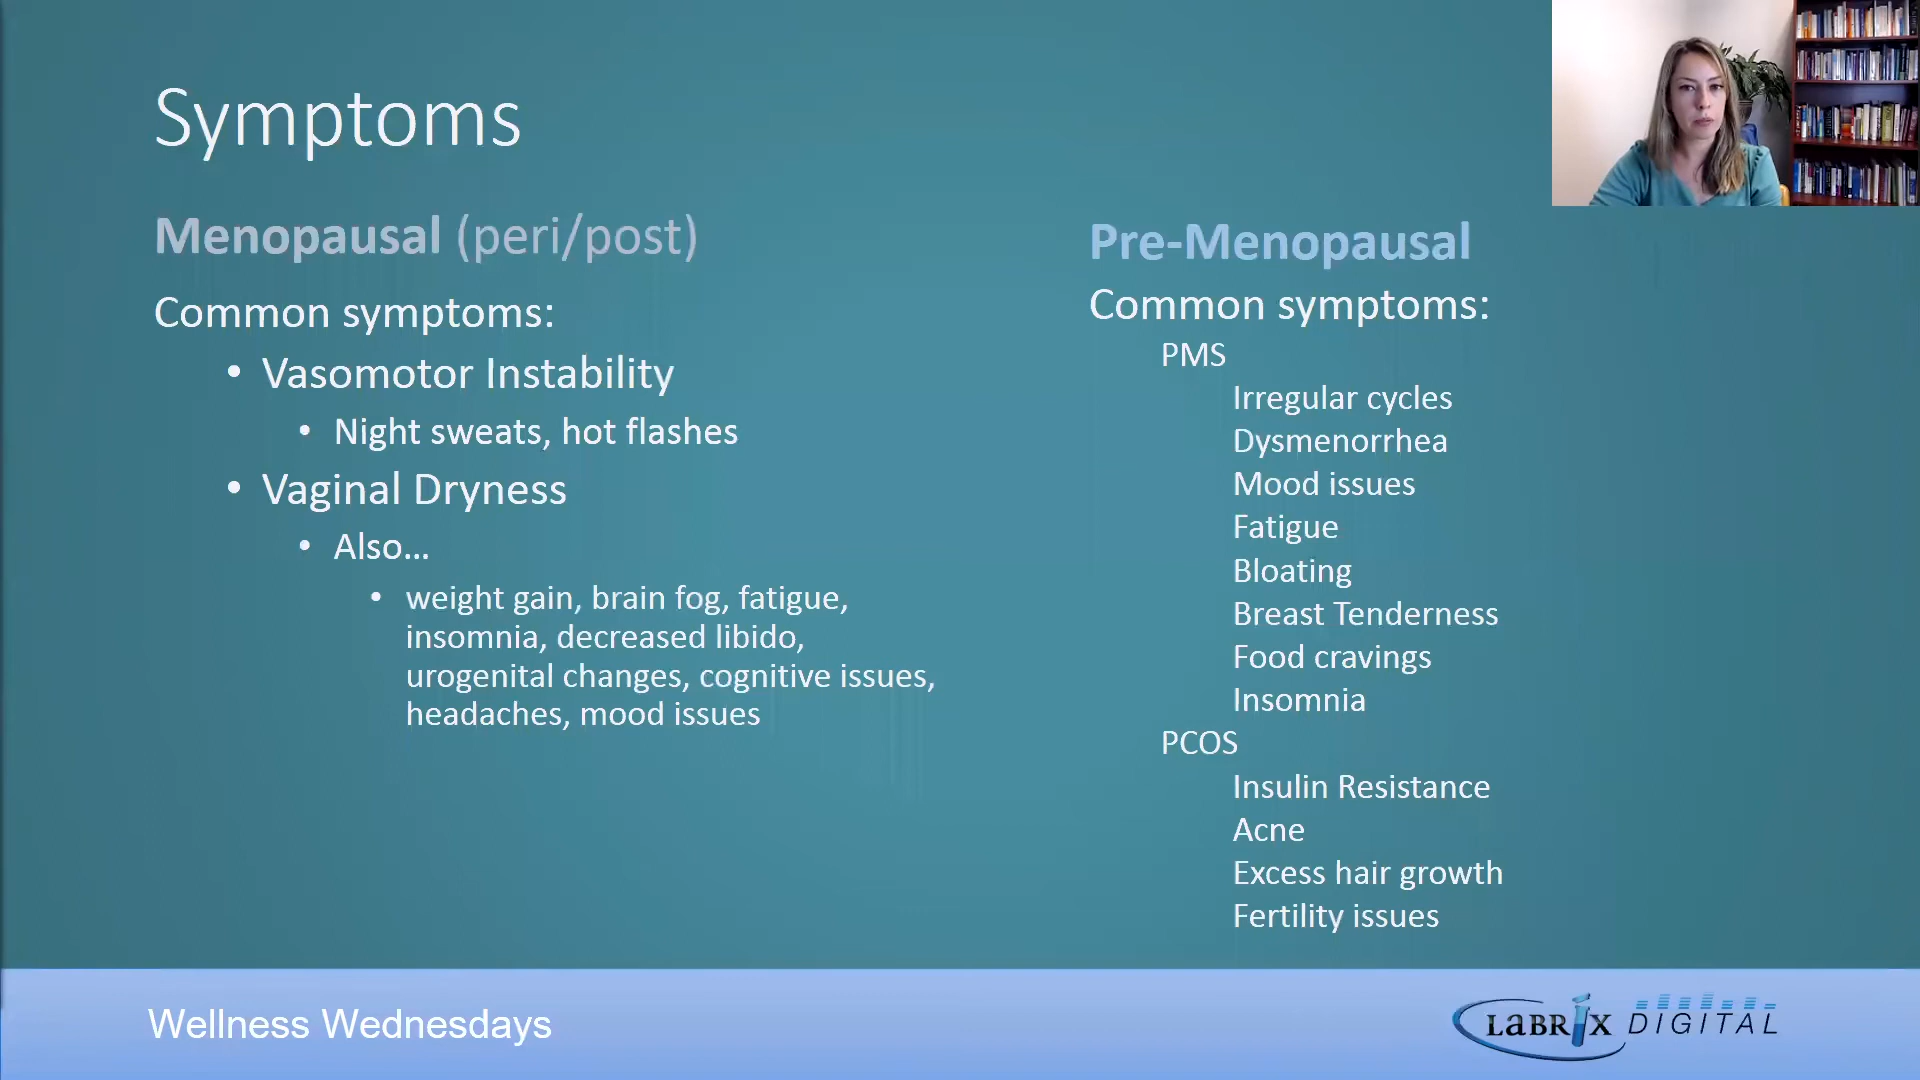 Symptoms
Menopausal (peri/post)
Common symptoms:
• Vasomotor Instability
• Night sweats, hot flashes
• Vaginal Dryness
• Also...
• weight gain, brain fog, fatigue,
insomnia, decreased libido,
urogenital changes, cognitive issues,
headaches, mood issues
Pre-Menopausal
Common symptoms:
PMS
Irregular cycles
Dysmenorrhea
Mood issues
Fatigue
Bloating
Breast Tenderness
Food cravings
Insomnia
PCOS
Insulin Resistance
Acne
Excess hair growth
Fertility issues
Wellness Wednesdays
LABRIX DIGITAL